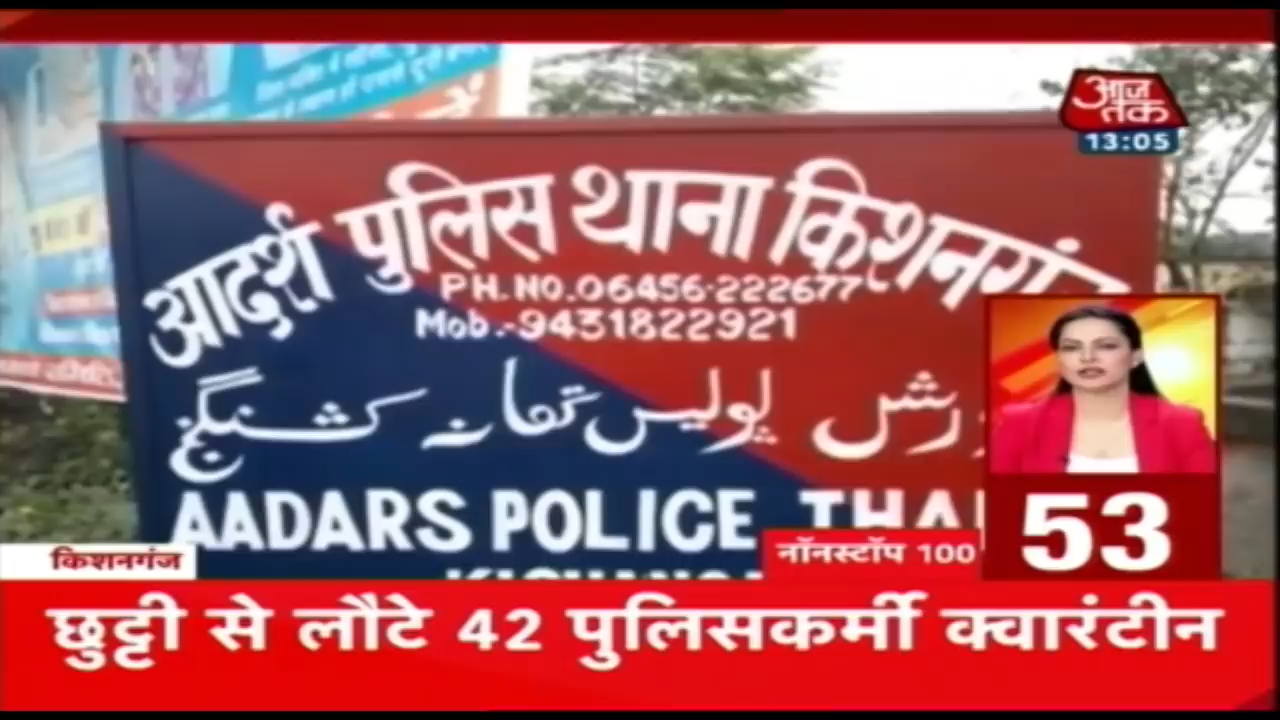 आज
तक
13:05
आदर्श पुलिस थाना किशनगंज
PH.NO.06456-222677
Mob.-9431822921
پولیس تھانہ کشنگنج
AADARS POLICE
53
नॉनस्टॉप 100
किशनगंज
छुट्टी से लौटे 42 पुलिसकर्मी क्वारंटीन